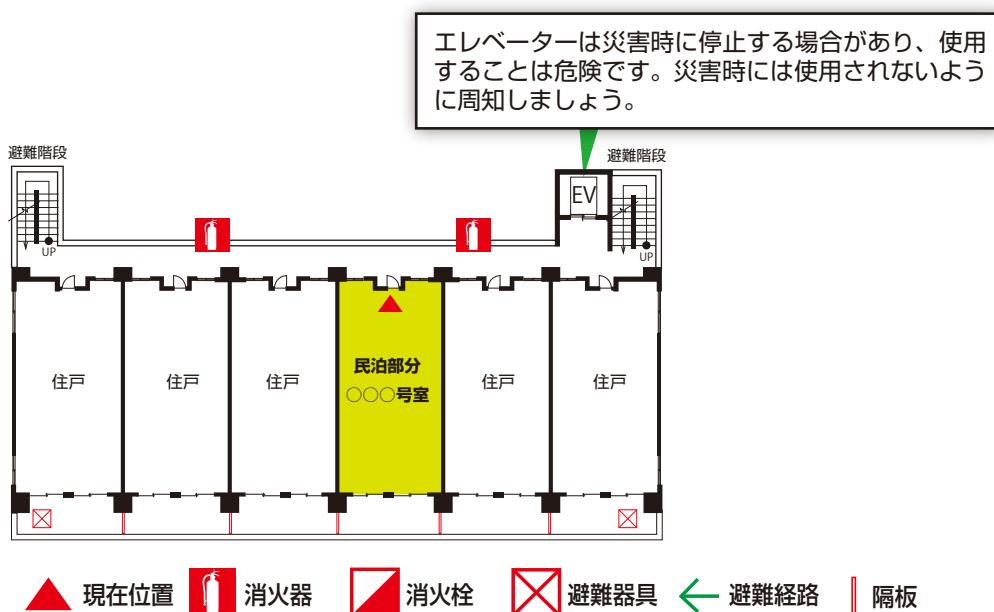 エレベーターは災害時に停止する場合があり、使用
することは危険です。災害時には使用されないよう
に周知しましょう。
避難階段
避難階段
EV
UP
UP
住戸
住戸
住戸
民泊部分
○○○号室
住戸
住戸
現在位置
消火器
消火栓
避難器具
避難経路
隔板